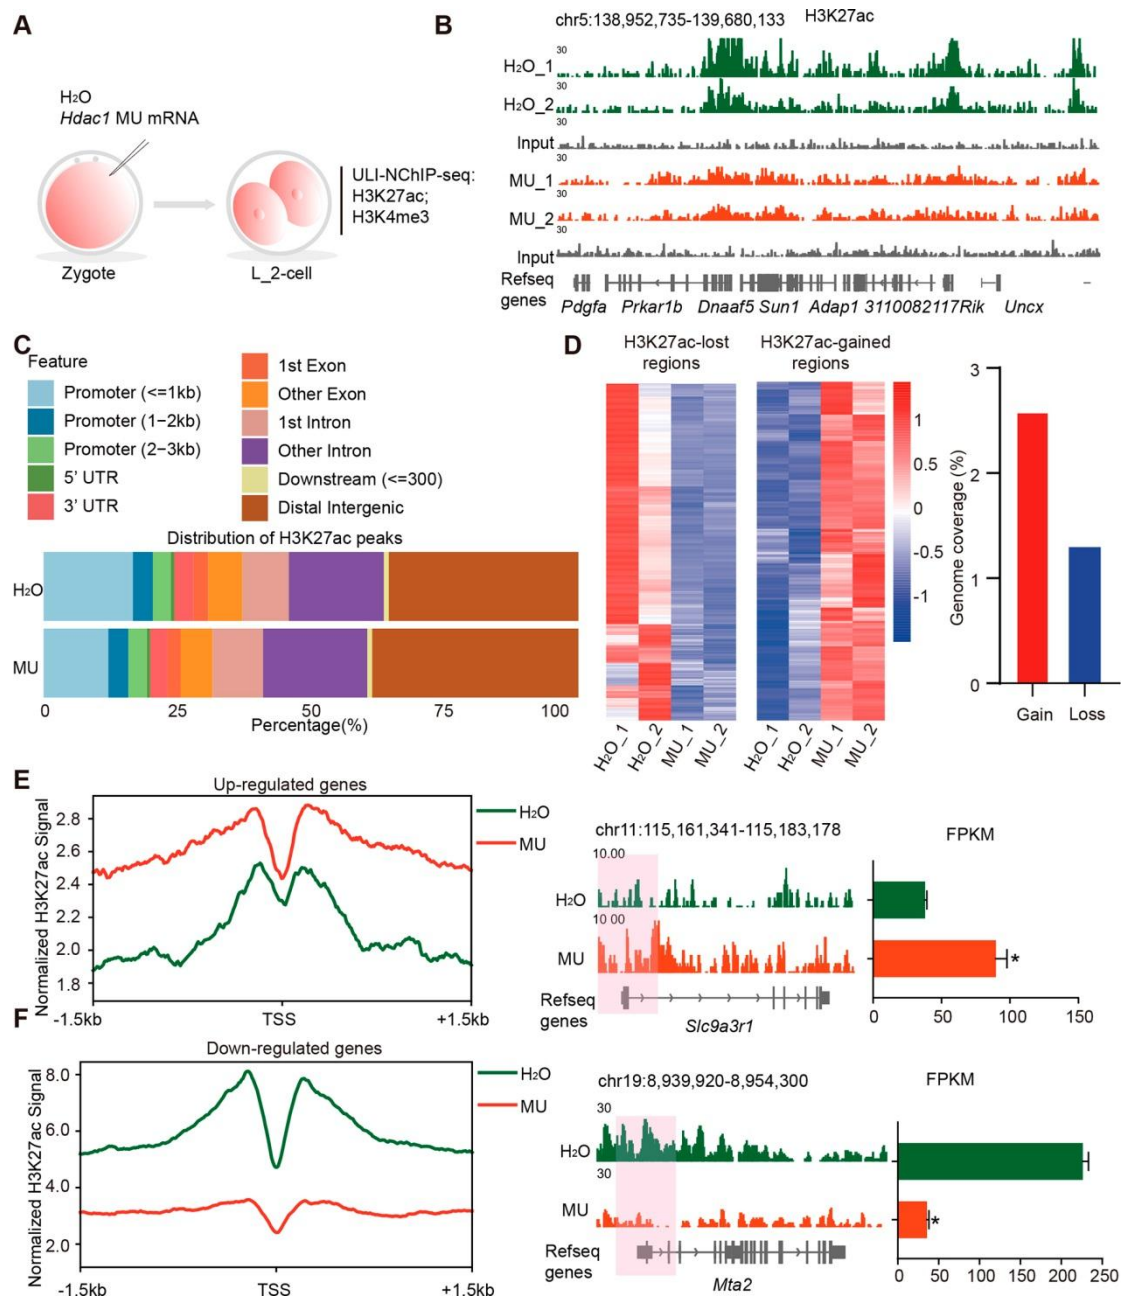 A
H₂O
Hdac1 MU mRNA
Zygote
L_2-cell
ULI-NChIP-seq:
H3K27ac;
H3K4me3
B
chr5:138,952,735-139,680,133 H3K27ac
30
H₂O_1
30
H₂O_2
30
Input
30
MU_1
30
MU_2
30
Input
Refseq
genes
Pdgfa Prkar1b Dnaaf5 Sun1 Adap1 3110082117Rik Uncx
C
Feature
Promoter (<=1kb)
Promoter (1−2kb)
Promoter (2−3kb)
5' UTR
3' UTR
1st Exon
Other Exon
1st Intron
Other Intron
Downstream (<=300)
Distal Intergenic
Distribution of H3K27ac peaks
H₂O
MU
0 25 50 75 100
Percentage(%)
D
H3K27ac-lost
regions
H3K27ac-gained
regions
1
0.5
0
-0.5
-1
H₂O_1 H₂O_2 MU_1 MU_2
H₂O_1 H₂O_2 MU_1 MU_2
Genome coverage (%)
3
2
1
0
Gain Loss
E
Up-regulated genes
Normalized H3K27ac Signal
2.8
2.6
2.4
2.2
2.0
1.8
-1.5kb TSS +1.5kb
H₂O
MU
chr11:115,161,341-115,183,178
10.00
H₂O
10 00
MU
Refseq
genes
Slc9a3r1
FPKM
*
0 50 100 150
F
Down-regulated genes
Normalized H3K27ac Signal
8.0
6.0
4.0
2.0
-1.5kb TSS +1.5kb
H₂O
MU
chr19:8,939,920-8,954,300
30
H₂O
30
MU
Refseq
genes
Mta2
FPKM
*
0 50 100 150 200 250